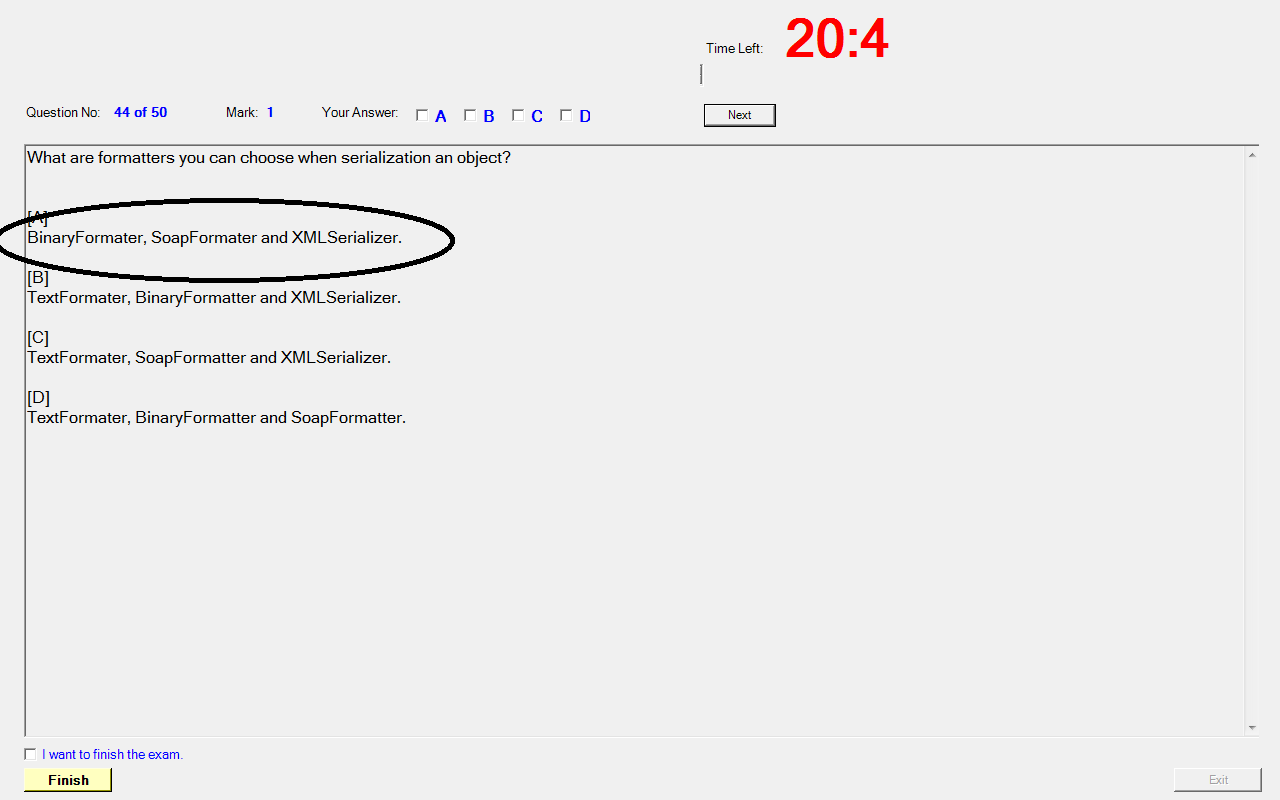 Time Left: 20:4
Question No: 44 of 50 Mark: 1 Your Answer: A B C D Next
What are formatters you can choose when serialization an object?
[A]
BinaryFormater, SoapFormater and XMLSerializer.
[B]
TextFormater, BinaryFormatter and XMLSerializer.
[C]
TextFormater, SoapFormatter and XMLSerializer.
[D]
TextFormater, BinaryFormatter and SoapFormatter.
I want to finish the exam.
Finish Exit